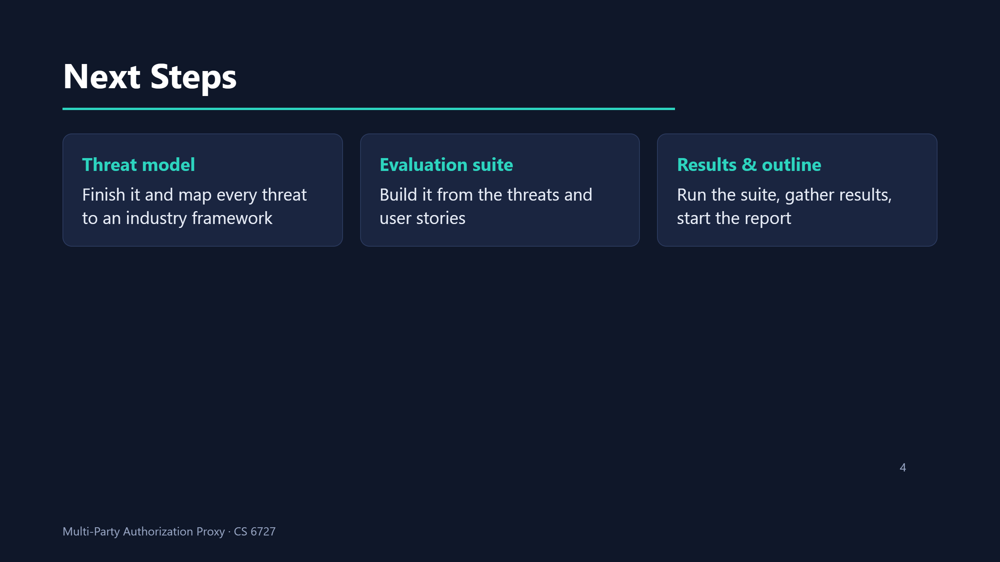 Next Steps
Threat model
Finish it and map every threat
to an industry framework
Evaluation suite
Build it from the threats and
user stories
Results & outline
Run the suite, gather results,
start the report
4
Multi-Party Authorization Proxy · CS 6727